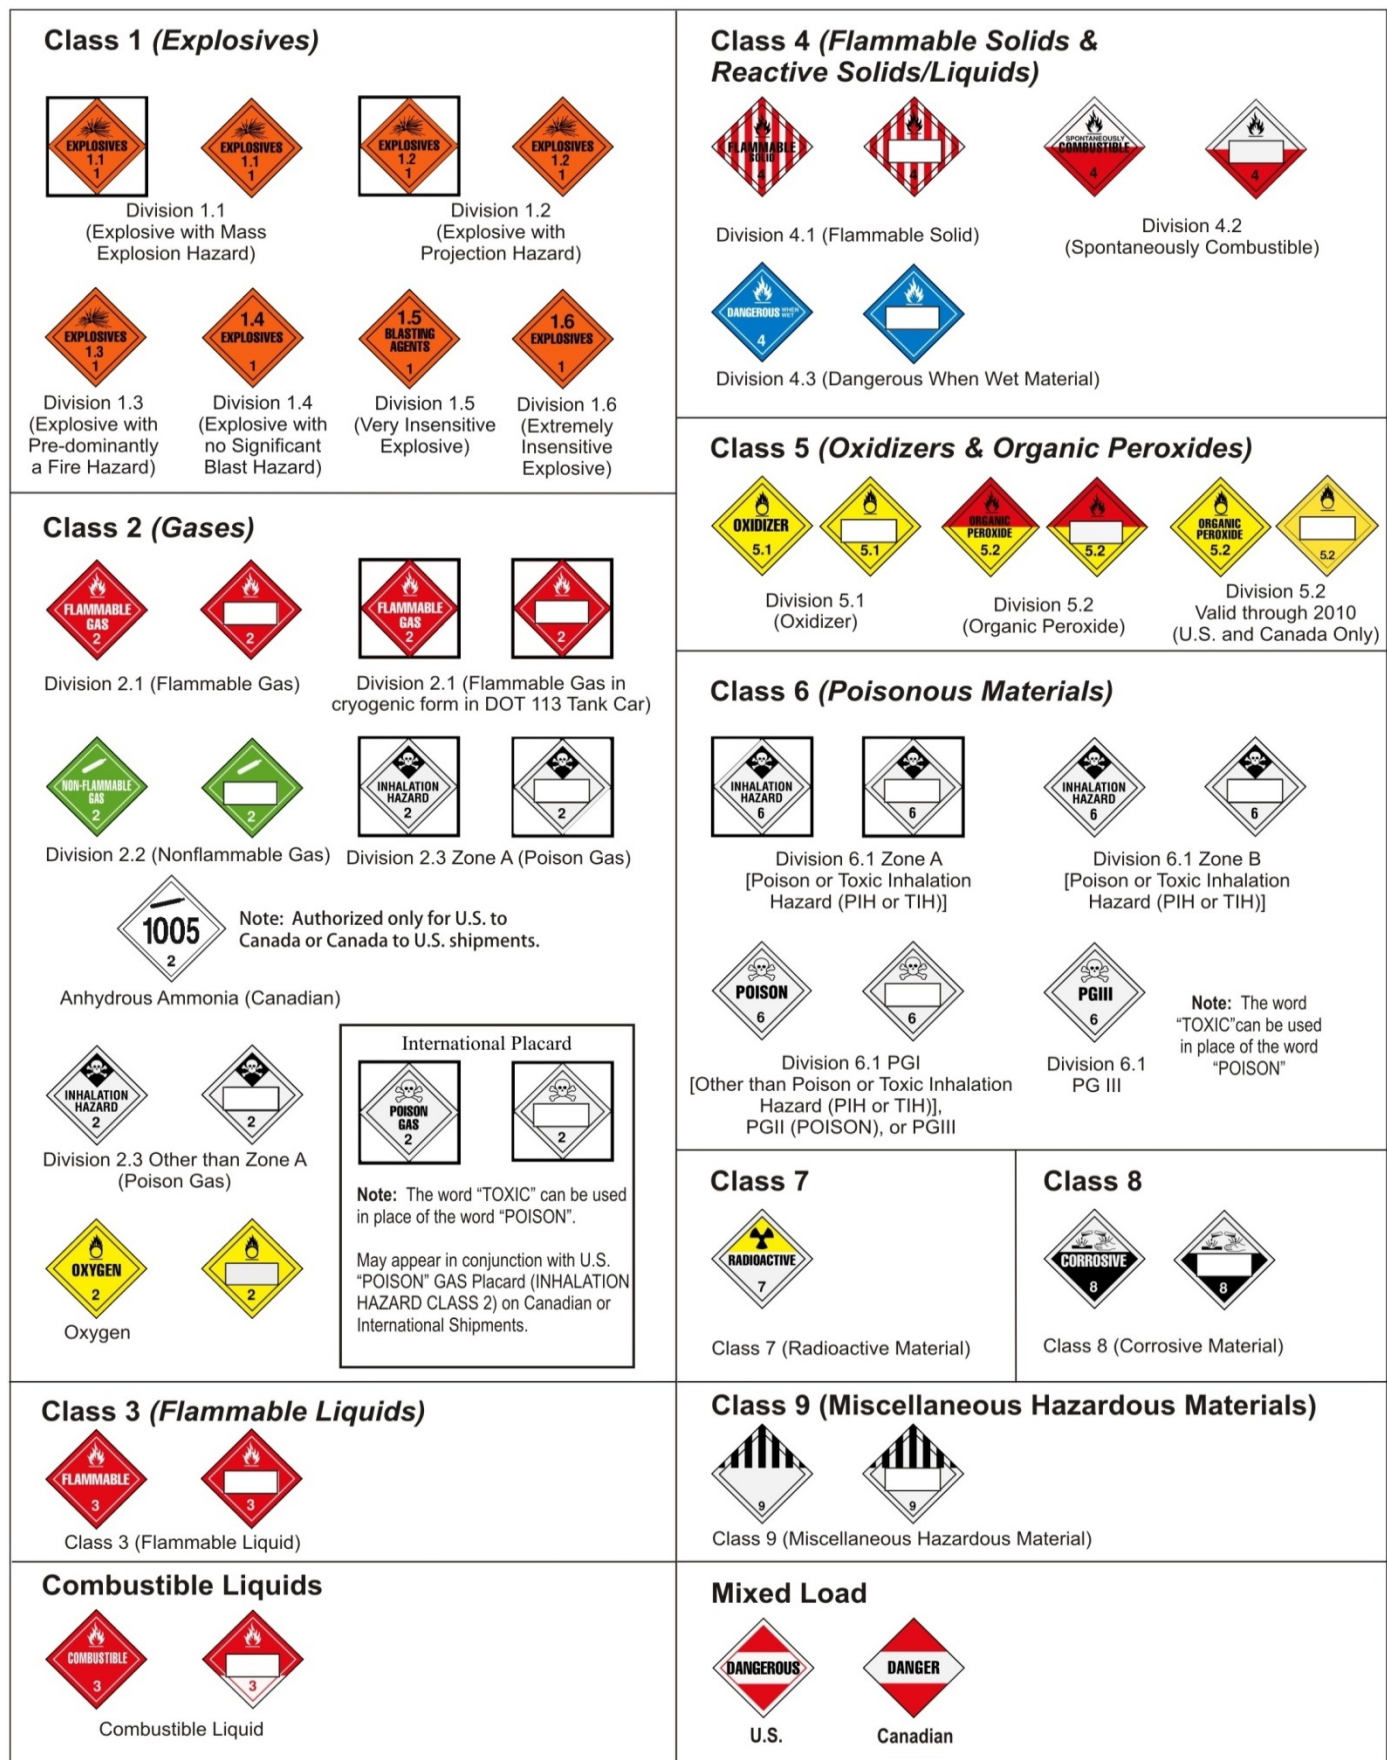 Class 1 (Explosives)
EXPLOSIVES
1.1
1
EXPLOSIVES
1.1
1
Division 1.1
(Explosive with Mass
Explosion Hazard)
EXPLOSIVES
1.2
1
EXPLOSIVES
1.2
1
Division 1.2
(Explosive with
Projection Hazard)
EXPLOSIVES
1.3
1
Division 1.3
(Explosive with
Pre-dominantly
a Fire Hazard)
1.4
EXPLOSIVES
1
Division 1.4
(Explosive with
no Significant
Blast Hazard)
1.5
BLASTING
AGENTS
1
Division 1.5
(Very Insensitive
Explosive)
1.6
EXPLOSIVES
1
Division 1.6
(Extremely
Insensitive
Explosive)
Class 2 (Gases)
FLAMMABLE
GAS
2
2
Division 2.1 (Flammable Gas)
FLAMMABLE
GAS
2
2
Division 2.1 (Flammable Gas in
cryogenic form in DOT 113 Tank Car)
NON-FLAMMABLE
GAS
2
2
Division 2.2 (Nonflammable Gas)
INHALATION
HAZARD
2
2
Division 2.3 Zone A (Poison Gas)
1005
2
Note: Authorized only for U.S. to
Canada or Canada to U.S. shipments.
Anhydrous Ammonia (Canadian)
INHALATION
HAZARD
2
2
Division 2.3 Other than Zone A
(Poison Gas)
OXYGEN
2
2
Oxygen
International Placard
POISON
GAS
2
2
Note: The word “TOXIC” can be used
in place of the word “POISON”.
May appear in conjunction with U.S.
“POISON” GAS Placard (INHALATION
HAZARD CLASS 2) on Canadian or
International Shipments.
Class 3 (Flammable Liquids)
FLAMMABLE
3
3
Class 3 (Flammable Liquid)
Combustible Liquids
COMBUSTIBLE
3
3
Combustible Liquid
Class 4 (Flammable Solids &
Reactive Solids/Liquids)
FLAMMABLE
SOLID
4
4
Division 4.1 (Flammable Solid)
SPONTANEOUSLY
COMBUSTIBLE
4
4
Division 4.2
(Spontaneously Combustible)
DANGEROUS WHEN WET
4
Division 4.3 (Dangerous When Wet Material)
Class 5 (Oxidizers & Organic Peroxides)
OXIDIZER
5.1
5.1
Division 5.1
(Oxidizer)
ORGANIC
PEROXIDE
5.2
5.2
Division 5.2
(Organic Peroxide)
ORGANIC
PEROXIDE
5.2
5.2
Division 5.2
Valid through 2010
(U.S. and Canada Only)
Class 6 (Poisonous Materials)
INHALATION
HAZARD
6
6
Division 6.1 Zone A
[Poison or Toxic Inhalation
Hazard (PIH or TIH)]
INHALATION
HAZARD
6
6
Division 6.1 Zone B
[Poison or Toxic Inhalation
Hazard (PIH or TIH)]
POISON
6
6
Division 6.1 PGI
[Other than Poison or Toxic Inhalation
Hazard (PIH or TIH)],
PGII (POISON), or PGIII
PGIII
6
Division 6.1
PG III
Note: The word
“TOXIC”can be used
in place of the word
“POISON”
Class 7
RADIOACTIVE
7
Class 7 (Radioactive Material)
Class 8
CORROSIVE
8
8
Class 8 (Corrosive Material)
Class 9 (Miscellaneous Hazardous Materials)
9
9
Class 9 (Miscellaneous Hazardous Material)
Mixed Load
DANGEROUS
U.S.
DANGER
Canadian